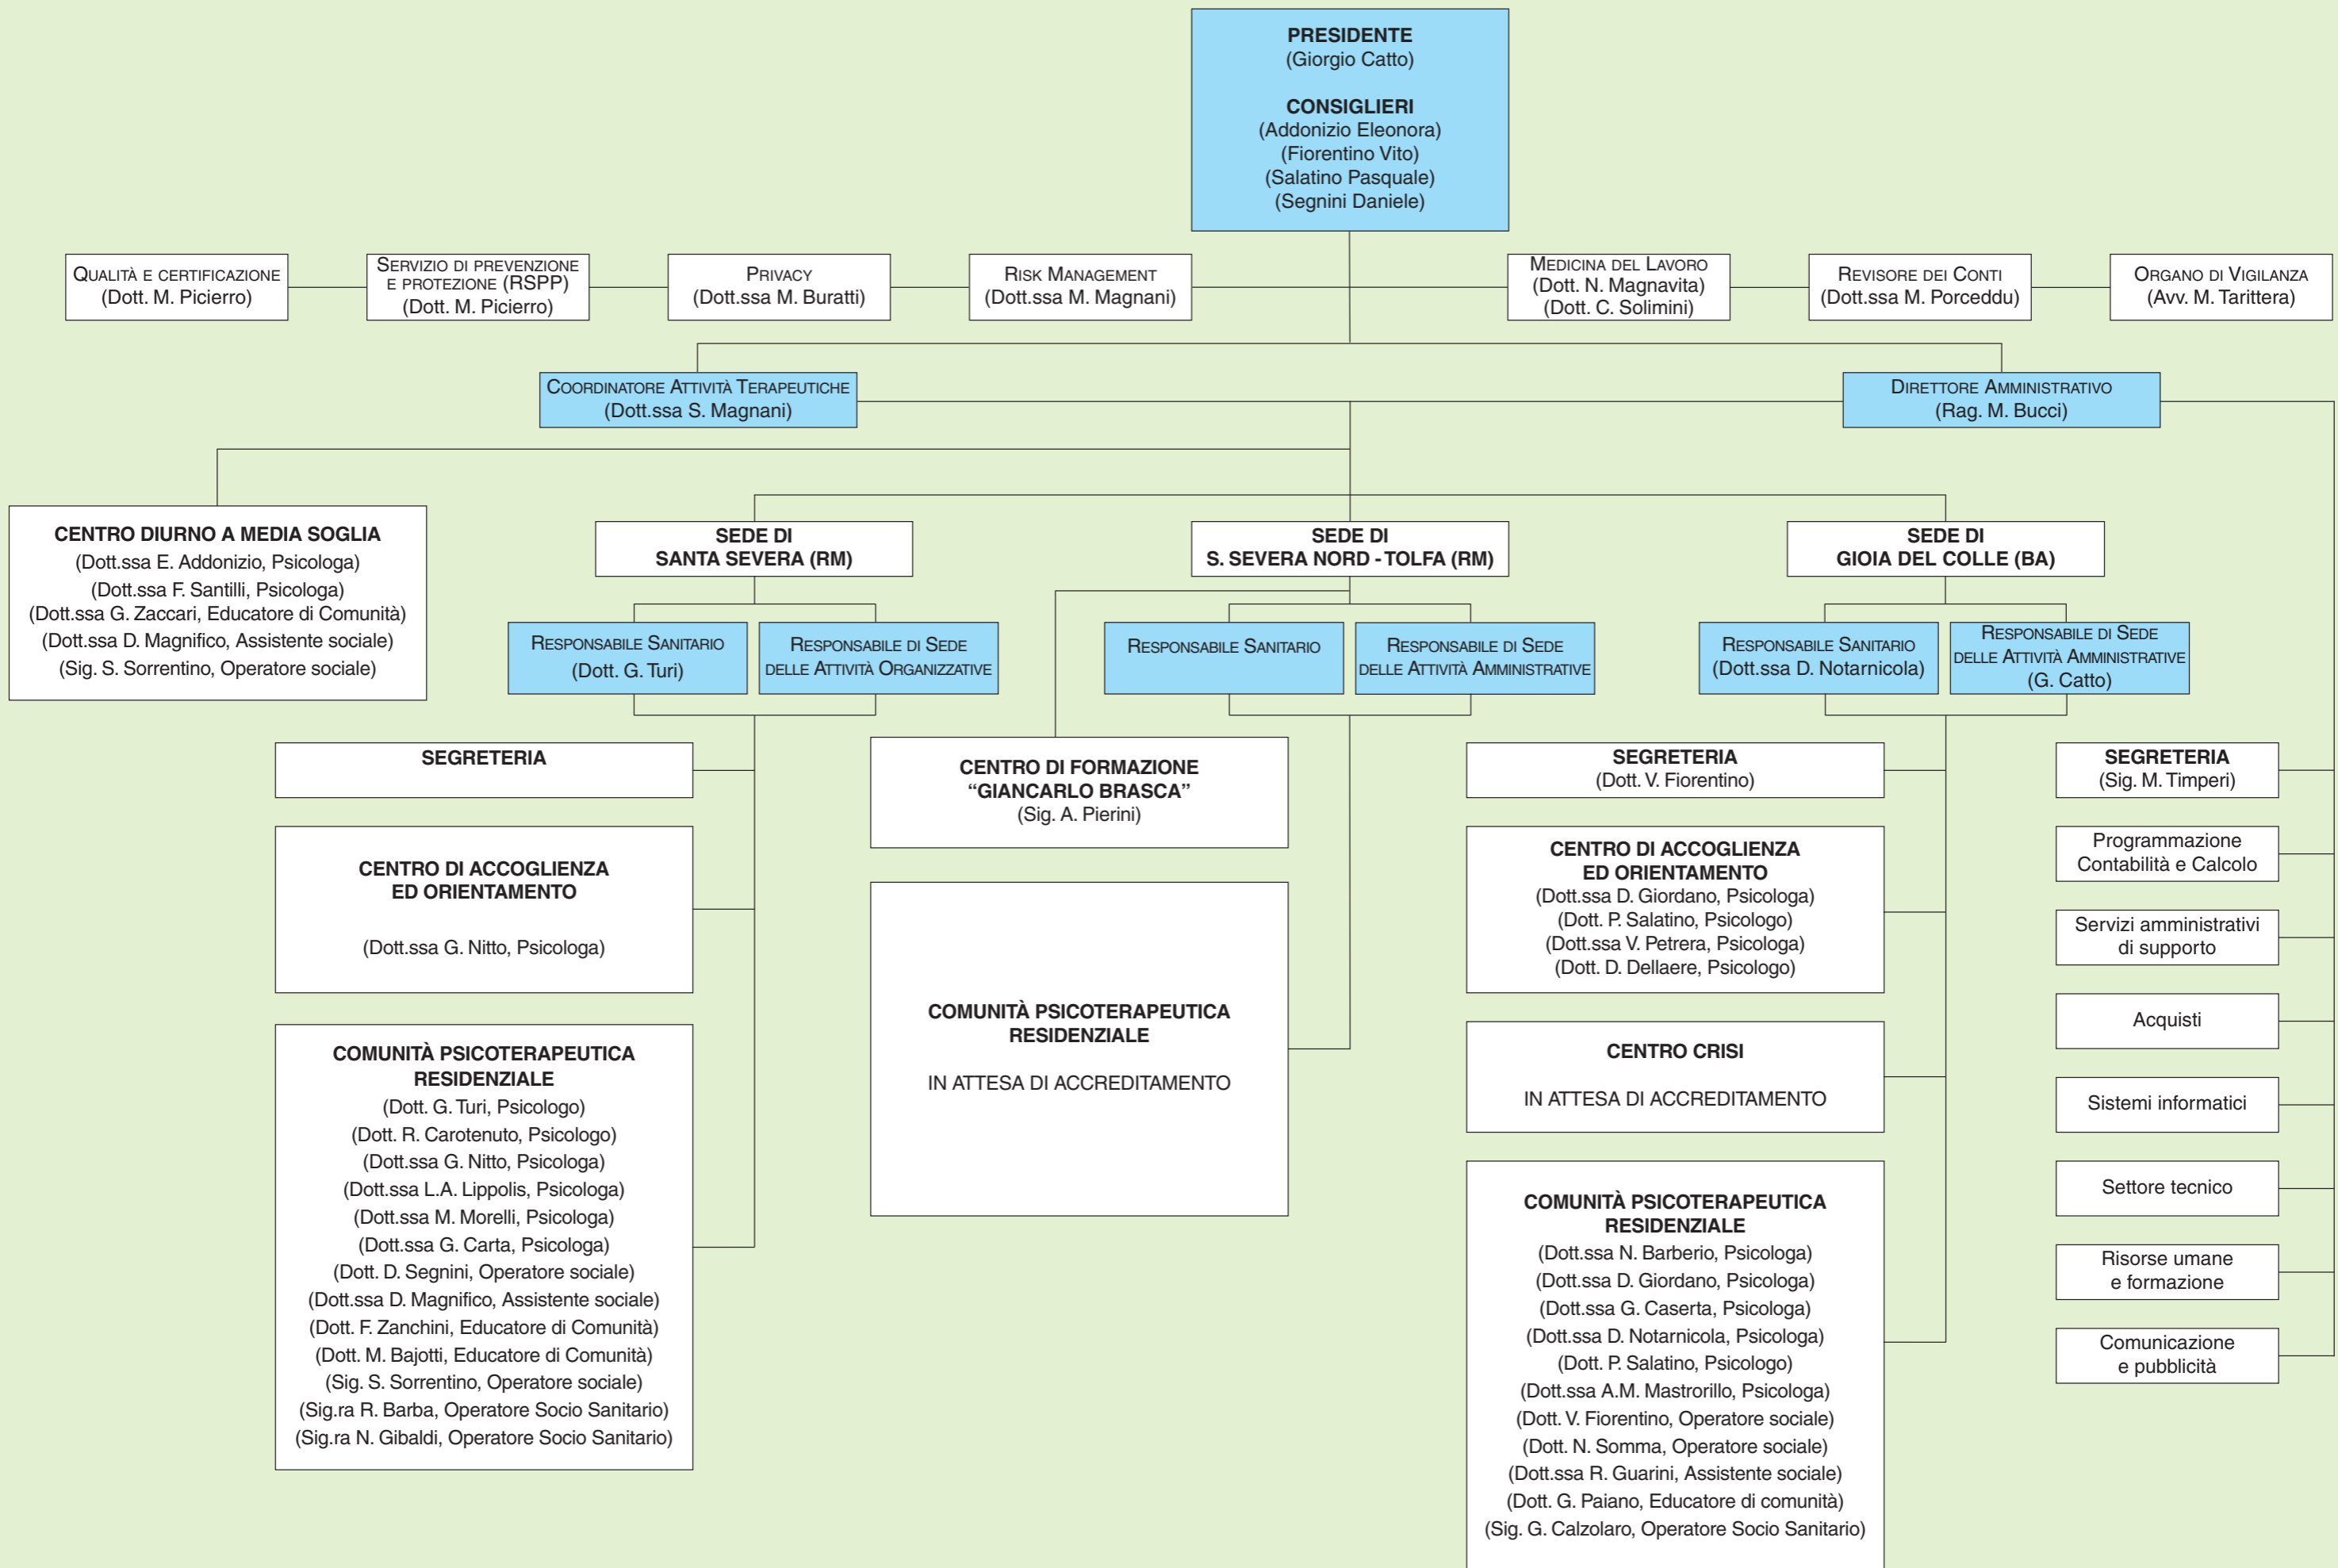 PRESIDENTE
(Giorgio Catto)
CONSIGLIERI
(Addonizio Eleonora)
(Fiorentino Vito)
(Salatino Pasquale)
(Segnini Daniele)
QUALITÀ E CERTIFICAZIONE
(Dott. M. Picierro)
SERVIZIO DI PREVENZIONE
E PROTEZIONE (RSPP)
(Dott. M. Picierro)
PRIVACY
(Dott.ssa M. Buratti)
RISK MANAGEMENT
(Dott.ssa M. Magnani)
MEDICINA DEL LAVORO
(Dott. N. Magnavita)
(Dott. C. Solimini)
REVISORE DEI CONTI
(Dott.ssa M. Porceddu)
ORGANO DI VIGILANZA
(Avv. M. Tarittera)
COORDINATORE ATTIVITÀ TERAPEUTICHE
(Dott.ssa S. Magnani)
DIRETTORE AMMINISTRATIVO
(Rag. M. Bucci)
CENTRO DIURNO A MEDIA SOGLIA
(Dott.ssa E. Addonizio, Psicologa)
(Dott.ssa F. Santilli, Psicologa)
(Dott.ssa G. Zaccari, Educatore di Comunità)
(Dott.ssa D. Magnifico, Assistente sociale)
(Sig. S. Sorrentino, Operatore sociale)
SEDE DI
SANTA SEVERA (RM)
RESPONSABILE SANITARIO
(Dott. G. Turi)
RESPONSABILE DI SEDE
DELLE ATTIVITÀ ORGANIZZATIVE
SEGRETERIA
CENTRO DI ACCOGLIENZA
ED ORIENTAMENTO
(Dott.ssa G. Nitto, Psicologa)
COMUNITÀ PSICOTERAPEUTICA
RESIDENZIALE
(Dott. G. Turi, Psicologo)
(Dott. R. Carotenuto, Psicologo)
(Dott.ssa G. Nitto, Psicologa)
(Dott.ssa L.A. Lippolis, Psicologa)
(Dott.ssa M. Morelli, Psicologa)
(Dott.ssa G. Carta, Psicologa)
(Dott. D. Segnini, Operatore sociale)
(Dott.ssa D. Magnifico, Assistente sociale)
(Dott. F. Zanchini, Educatore di Comunità)
(Dott. M. Bajotti, Educatore di Comunità)
(Sig. S. Sorrentino, Operatore sociale)
(Sig.ra R. Barba, Operatore Socio Sanitario)
(Sig.ra N. Gibaldi, Operatore Socio Sanitario)
SEDE DI
S. SEVERA NORD - TOLFA (RM)
RESPONSABILE SANITARIO
RESPONSABILE DI SEDE
DELLE ATTIVITÀ AMMINISTRATIVE
CENTRO DI FORMAZIONE
“GIANCARLO BRASCA”
(Sig. A. Pierini)
COMUNITÀ PSICOTERAPEUTICA
RESIDENZIALE
IN ATTESA DI ACCREDITAMENTO
SEDE DI
GIOIA DEL COLLE (BA)
RESPONSABILE SANITARIO
(Dott.ssa D. Notarnicola)
RESPONSABILE DI SEDE
DELLE ATTIVITÀ AMMINISTRATIVE
(G. Catto)
SEGRETERIA
(Dott. V. Fiorentino)
CENTRO DI ACCOGLIENZA
ED ORIENTAMENTO
(Dott.ssa D. Giordano, Psicologa)
(Dott. P. Salatino, Psicologo)
(Dott.ssa V. Petrera, Psicologa)
(Dott. D. Dellaere, Psicologo)
CENTRO CRISI
IN ATTESA DI ACCREDITAMENTO
COMUNITÀ PSICOTERAPEUTICA
RESIDENZIALE
(Dott.ssa N. Barberio, Psicologa)
(Dott.ssa D. Giordano, Psicologa)
(Dott.ssa G. Caserta, Psicologa)
(Dott.ssa D. Notarnicola, Psicologa)
(Dott. P. Salatino, Psicologo)
(Dott.ssa A.M. Mastrorillo, Psicologa)
(Dott. V. Fiorentino, Operatore sociale)
(Dott. N. Somma, Operatore sociale)
(Dott.ssa R. Guarini, Assistente sociale)
(Dott. G. Paiano, Educatore di comunità)
(Sig. G. Calzolaro, Operatore Socio Sanitario)
SEGRETERIA
(Sig. M. Timperi)
Programmazione
Contabilità e Calcolo
Servizi amministrativi
di supporto
Acquisti
Sistemi informatici
Settore tecnico
Risorse umane
e formazione
Comunicazione
e pubblicità